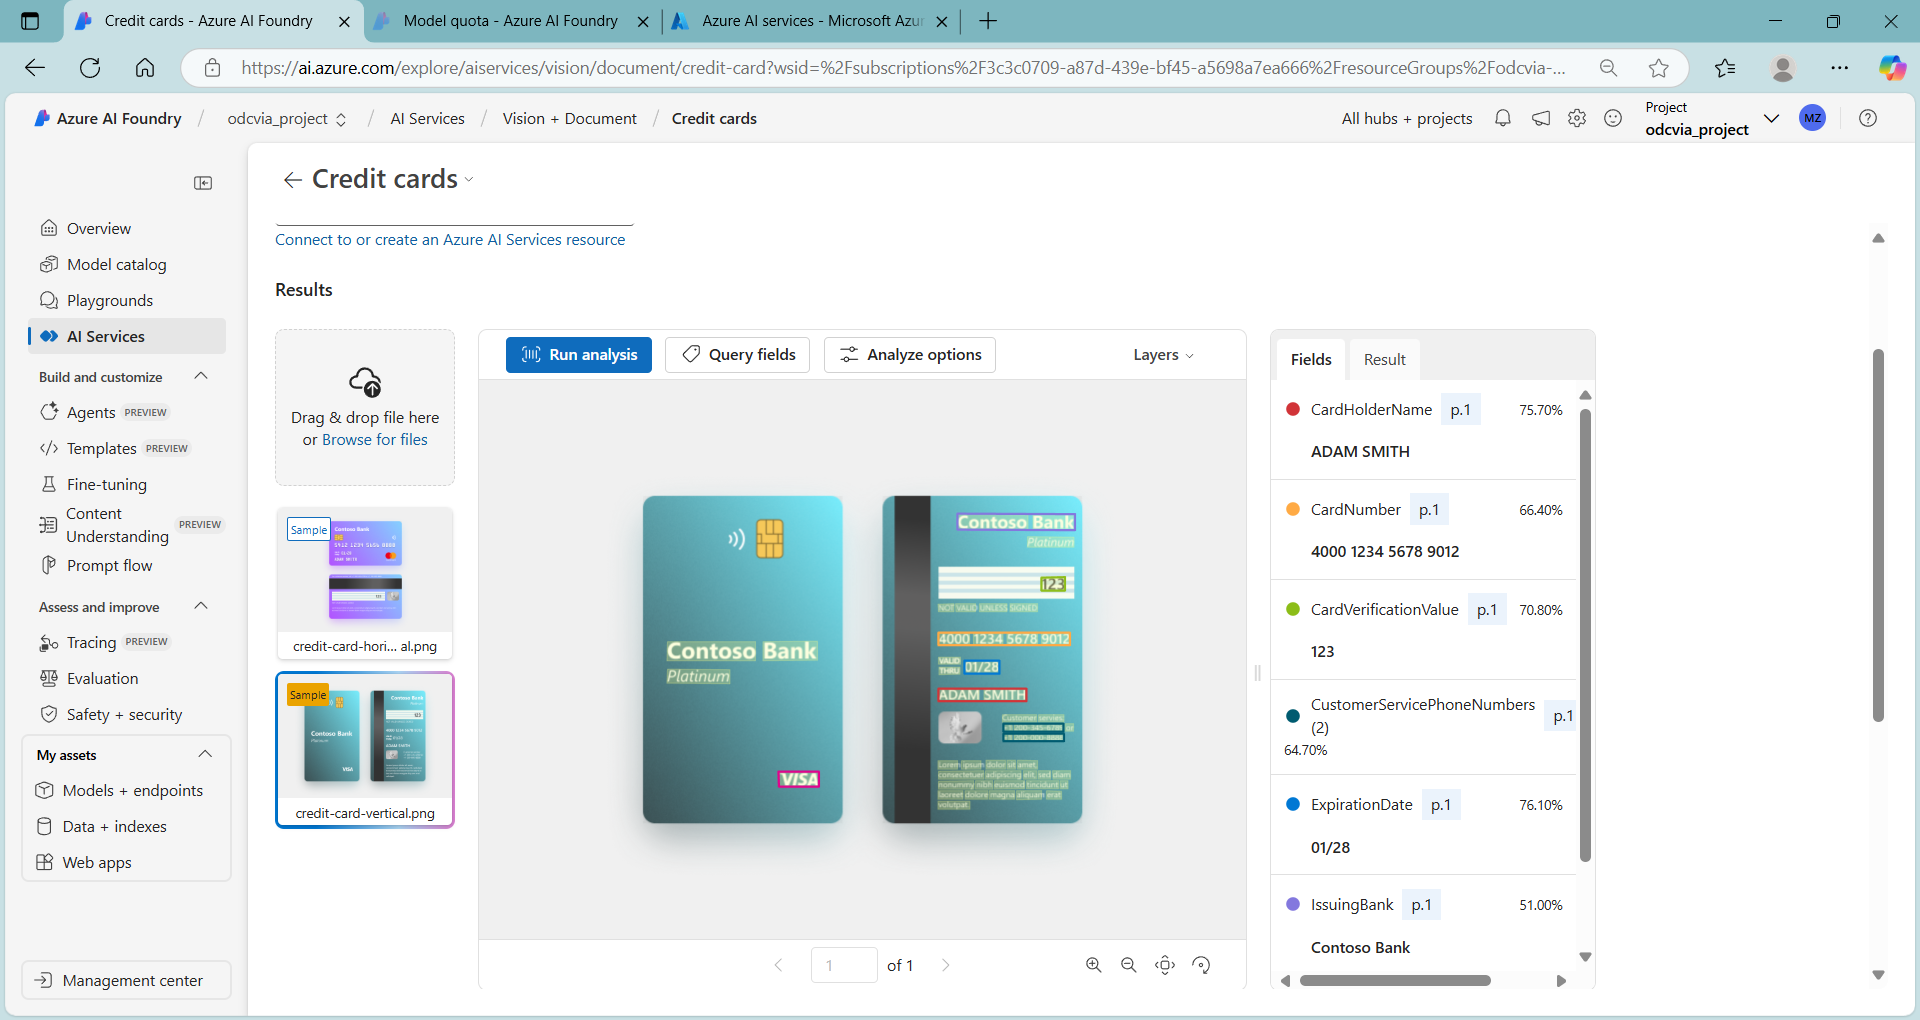 Credit cards - Azure AI Foundry
Model quota - Azure AI Foundry
Azure AI services - Microsoft Azur
https://ai.azure.com/explore/aiservices/vision/document/credit-card?wsid=%2Fsubscriptions%2F3c3c0709-a87d-439e-bf45-a5698a7ea666%2FresourceGroups%2Fodcvia-...
Azure AI Foundry / odcvia_project / AI Services / Vision + Document / Credit cards
All hubs + projects
Project
odcvia_project
MZ
Credit cards
Connect to or create an Azure AI Services resource
Overview
Model catalog
Playgrounds
AI Services
Build and customize
Agents PREVIEW
Templates PREVIEW
Fine-tuning
Content
Understanding PREVIEW
Prompt flow
Assess and improve
Tracing PREVIEW
Evaluation
Safety + security
My assets
Models + endpoints
Data + indexes
Web apps
Management center
Results
Drag & drop file here
or Browse for files
Sample
credit-card-hori... al.png
Sample
credit-card-vertical.png
Run analysis
Query fields
Analyze options
Layers
Contoso Bank
Platinum
VISA
Contoso Bank
Platinum
123
NOT VALID UNLESS SIGNED
4000 1234 5678 9012
VALID
THRU 01/28
ADAM SMITH
1 of 1
Fields
Result
CardHolderName p.1 75.70%
ADAM SMITH
CardNumber p.1 66.40%
4000 1234 5678 9012
CardVerificationValue p.1 70.80%
123
CustomerServicePhoneNumbers
(2) p.1
64.70%
ExpirationDate p.1 76.10%
01/28
IssuingBank p.1 51.00%
Contoso Bank